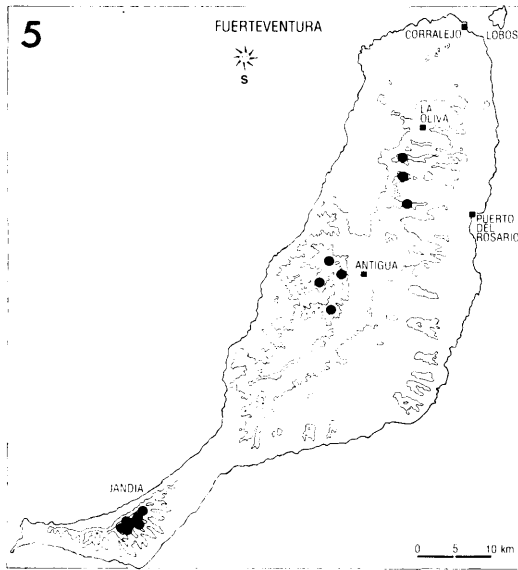 5
FUERTEVENTURA
S
CORRALEJO
LOBOS
LA
OLIVA
PUERTO
DEL
ROSARIO
ANTIGUA
JANDIA
0 5 10 km